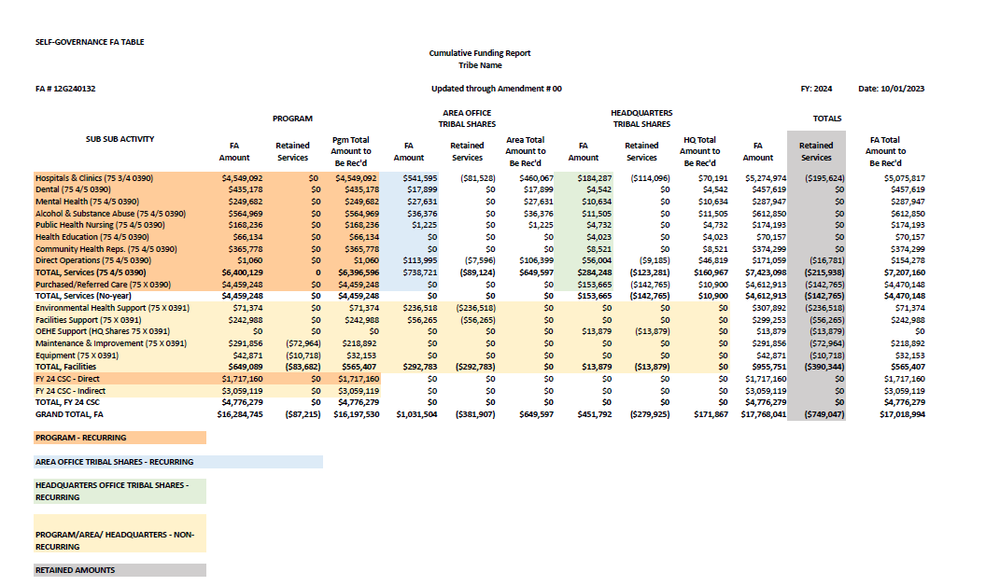 SELF-GOVERNANCE FA TABLE
Cumulative Funding Report
Tribe Name
FA # 12G240132 Updated through Amendment # 00 FY: 2024 Date: 10/01/2023
PROGRAM AREA OFFICE TRIBAL SHARES HEADQUARTERS TRIBAL SHARES TOTALS
SUB SUB ACTIVITY FA Amount Retained Services Pgm Total Amount to Be Rec'd FA Amount Retained Services Area Total Amount to Be Rec'd FA Amount Retained Services HQ Total Amount to Be Rec'd FA Amount Retained Services FA Total Amount to Be Rec'd
Hospitals & Clinics (75 3/4 0390) $4,549,092 $0 $4,549,092 $541,595 ($81,528) $460,067 $184,287 ($114,096) $70,191 $5,274,974 ($195,624) $5,075,817
Dental (75 4/5 0390) $435,178 $0 $435,178 $17,899 $0 $17,899 $4,542 $0 $4,542 $457,619 $0 $457,619
Mental Health (75 4/5 0390) $249,682 $0 $249,682 $27,631 $0 $27,631 $10,634 $0 $10,634 $287,947 $0 $287,947
Alcohol & Substance Abuse (75 4/5 0390) $564,969 $0 $564,969 $36,376 $0 $36,376 $11,505 $0 $11,505 $612,850 $0 $612,850
Public Health Nursing (75 4/5 0390) $168,236 $0 $168,236 $1,225 $0 $1,225 $4,732 $0 $4,732 $174,193 $0 $174,193
Health Education (75 4/5 0390) $66,134 $0 $66,134 $0 $0 $0 $4,023 $0 $4,023 $70,157 $0 $70,157
Community Health Reps. (75 4/5 0390) $365,778 $0 $365,778 $0 $0 $0 $8,521 $0 $8,521 $374,299 $0 $374,299
Direct Operations (75 4/5 0390) $1,060 $0 $1,060 $113,995 ($7,596) $106,399 $56,004 ($9,185) $46,819 $171,059 ($16,781) $154,278
TOTAL, Services (75 4/5 0390) $6,400,129 0 $6,396,596 $738,721 ($89,124) $649,597 $284,248 ($123,281) $160,967 $7,423,098 ($215,938) $7,207,160
Purchased/Referred Care (75 X 0390) $4,459,248 $0 $4,459,248 $0 $0 $0 $153,665 ($142,765) $10,900 $4,612,913 ($142,765) $4,470,148
TOTAL, Services (No-year) $4,459,248 $0 $4,459,248 $0 $0 $0 $153,665 ($142,765) $10,900 $4,612,913 ($142,765) $4,470,148
Environmental Health Support (75 X 0391) $71,374 $0 $71,374 $236,518 ($236,518) $0 $0 $0 $0 $307,892 ($236,518) $71,374
Facilities Support (75 X 0391) $242,988 $0 $242,988 $56,265 ($56,265) $0 $0 $0 $0 $299,253 ($56,265) $242,988
OEHE Support (HQ Shares 75 X 0391) $0 $0 $0 $0 $0 $0 $13,879 ($13,879) $0 $13,879 ($13,879) $0
Maintenance & Improvement (75 X 0391) $291,856 ($72,964) $218,892 $0 $0 $0 $0 $0 $0 $291,856 ($72,964) $218,892
Equipment (75 X 0391) $42,871 ($10,718) $32,153 $0 $0 $0 $0 $0 $0 $42,871 ($10,718) $32,153
TOTAL, Facilities $649,089 ($83,682) $565,407 $292,783 ($292,783) $0 $13,879 ($13,879) $0 $955,751 ($390,344) $565,407
FY 24 CSC - Direct $1,717,160 $0 $1,717,160 $0 $0 $0 $0 $0 $0 $1,717,160 $0 $1,717,160
FY 24 CSC - Indirect $3,059,119 $0 $3,059,119 $0 $0 $0 $0 $0 $0 $3,059,119 $0 $3,059,119
TOTAL, FY 24 CSC $4,776,279 $0 $4,776,279 $0 $0 $0 $0 $0 $0 $4,776,279 $0 $4,776,279
GRAND TOTAL, FA $16,284,745 ($87,215) $16,197,530 $1,031,504 ($381,907) $649,597 $451,792 ($279,925) $171,867 $17,768,041 ($749,047) $17,018,994
PROGRAM - RECURRING
AREA OFFICE TRIBAL SHARES - RECURRING
HEADQUARTERS OFFICE TRIBAL SHARES -
RECURRING
PROGRAM/AREA/ HEADQUARTERS - NON-
RECURRING
RETAINED AMOUNTS